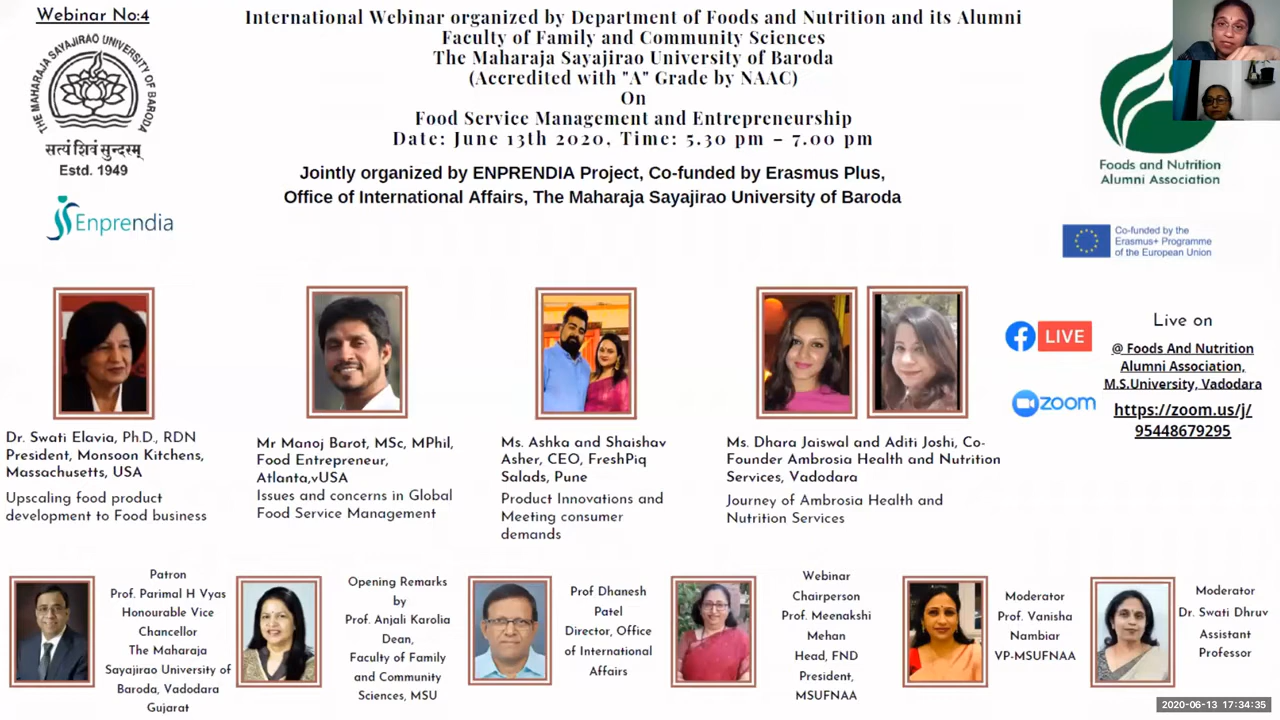 Webinar No:4
THE MAHARAJA SAYAJIRAO UNIVERSITY OF BARODA
सत्यं शिवं सुन्दरम्
Estd. 1949
Enprendia
International Webinar organized by Department of Foods and Nutrition and its Alumni
Faculty of Family and Community Sciences
The Maharaja Sayajirao University of Baroda
(Accredited with "A" Grade by NAAC)
On
Food Service Management and Entrepreneurship
Date: June 13th 2020, Time: 5.30 pm – 7.00 pm
Jointly organized by ENPRENDIA Project, Co-funded by Erasmus Plus,
Office of International Affairs, The Maharaja Sayajirao University of Baroda
Foods and Nutrition
Alumni Association
Co-funded by the
Erasmus+ Programme
of the European Union
Dr. Swati Elavia, Ph.D., RDN
President, Monsoon Kitchens,
Massachusetts, USA
Upscaling food product
development to Food business
Mr Manoj Barot, MSc, MPhil,
Food Entrepreneur,
Atlanta,vUSA
Issues and concerns in Global
Food Service Management
Ms. Ashka and Shaishav
Asher, CEO, FreshPiq
Salads, Pune
Product Innovations and
Meeting consumer
demands
Ms. Dhara Jaiswal and Aditi Joshi, Co-
Founder Ambrosia Health and Nutrition
Services, Vadodara
Journey of Ambrosia Health and
Nutrition Services
LIVE
zoom
Live on
@ Foods And Nutrition
Alumni Association,
M.S.University, Vadodara
https://zoom.us/j/
95448679295
Patron
Prof. Parimal H Vyas
Honourable Vice
Chancellor
The Maharaja
Sayajirao University of
Baroda, Vadodara
Gujarat
Opening Remarks
by
Prof. Anjali Karolia
Dean,
Faculty of Family
and Community
Sciences, MSU
Prof Dhanesh
Patel
Director, Office
of International
Affairs
Webinar
Chairperson
Prof. Meenakshi
Mehan
Head, FND
President,
MSUFNAA
Moderator
Prof. Vanisha
Nambiar
VP-MSUFNAA
Moderator
Dr. Swati Dhruv
Assistant
Professor
2020-06-13 17:34:35